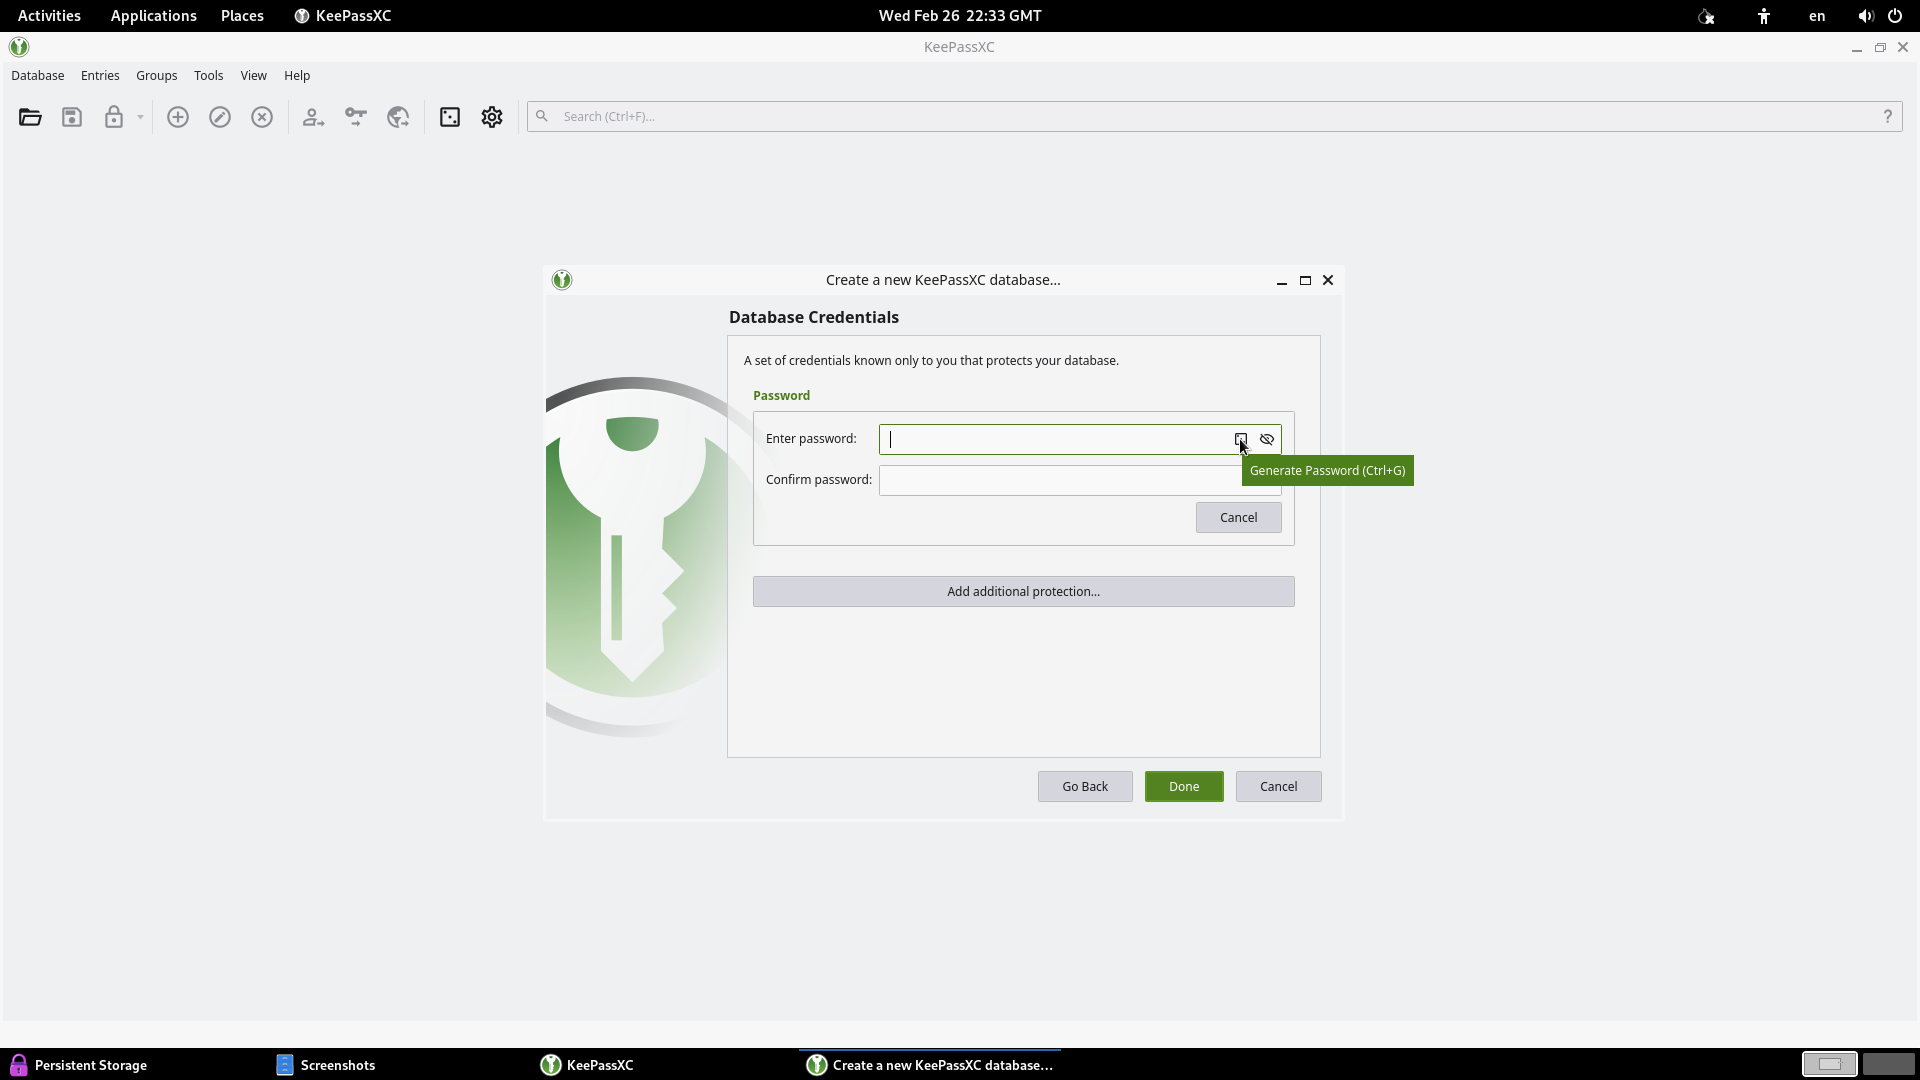 Activities Applications Places KeePassXC Wed Feb 26 22:33 GMT en
KeePassXC
Database Entries Groups Tools View Help
Search (Ctrl+F)... ?
Create a new KeePassXC database...
Database Credentials
A set of credentials known only to you that protects your database.
Password
Enter password:
Generate Password (Ctrl+G)
Confirm password:
Cancel
Add additional protection...
Go Back Done Cancel
Persistent Storage Screenshots KeePassXC Create a new KeePassXC database...